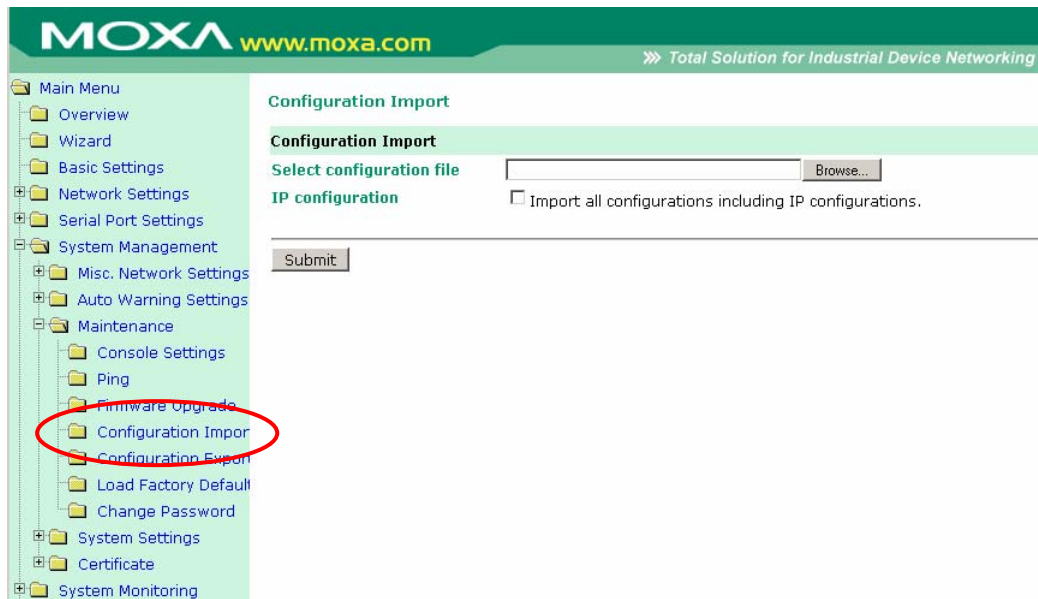 MOXA www.moxa.com
Total Solution for Industrial Device Networking
Main Menu
Overview
Wizard
Basic Settings
Network Settings
Serial Port Settings
System Management
Misc. Network Settings
Auto Warning Settings
Maintenance
Console Settings
Ping
Firmware Upgrade
Configuration Impor
Configuration Expor
Load Factory Default
Change Password
System Settings
Certificate
System Monitoring
Configuration Import
Configuration Import
Select configuration file Browse...
IP configuration Import all configurations including IP configurations.
Submit